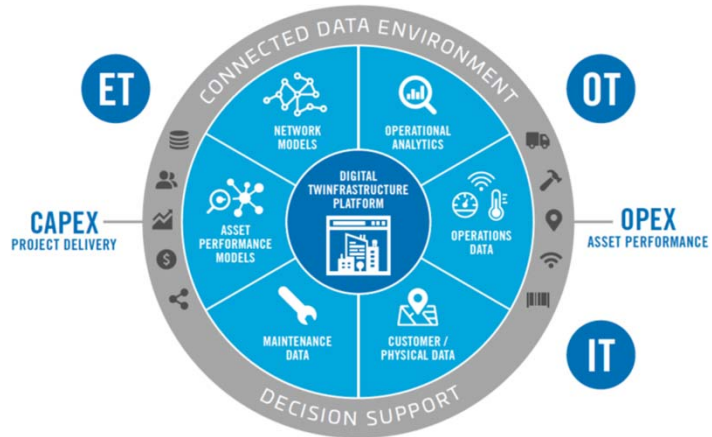 CONNECTED DATA ENVIRONMENT
ET
OT
NETWORK
MODELS
OPERATIONAL
ANALYTICS
DIGITAL
TWINFRASTRUCTURE
PLATFORM
CAPEX
PROJECT DELIVERY
ASSET
PERFORMANCE
MODELS
$
OPERATIONS
DATA
OPEX
ASSET PERFORMANCE
MAINTENANCE
DATA
CUSTOMER /
PHYSICAL DATA
IT
DECISION SUPPORT